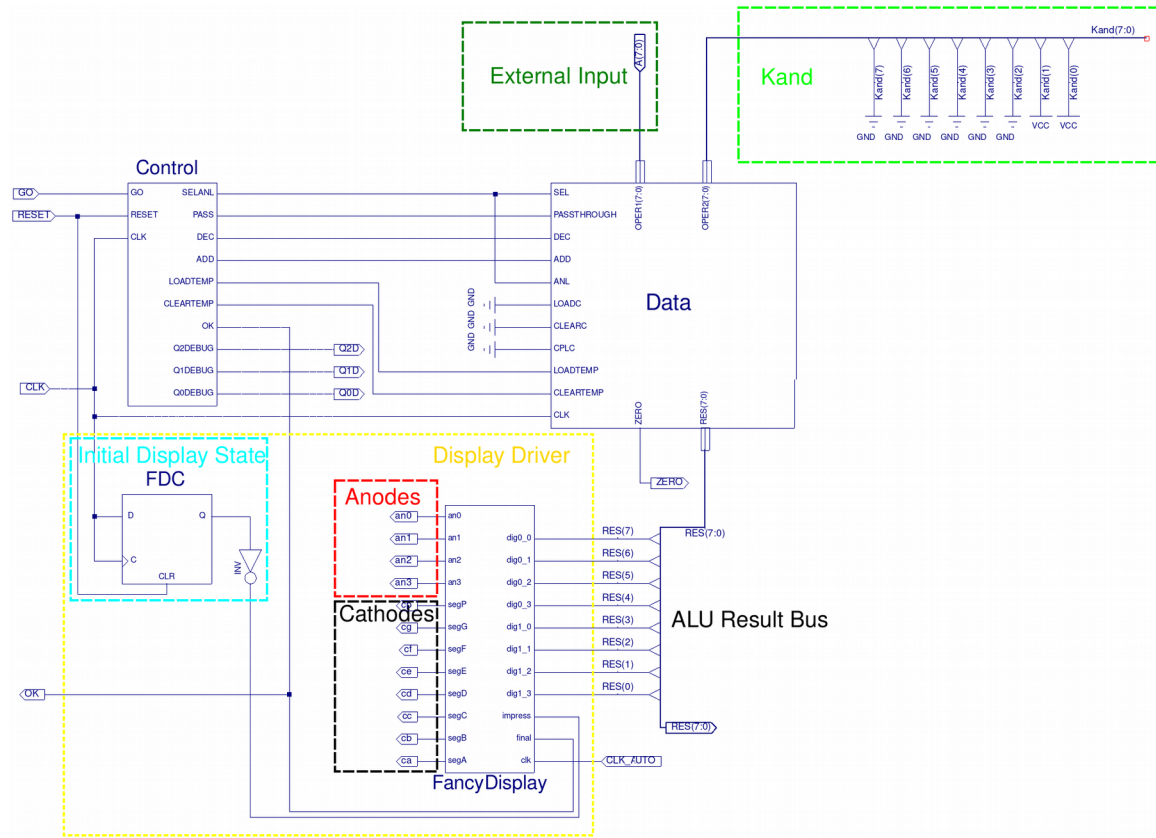 External Input
A(7:0)
Kand
Kand(7:0)
Kand(7)
Kand(6)
Kand(5)
Kand(4)
Kand(3)
Kand(2)
Kand(1)
Kand(0)
GND
GND
GND
GND
GND
GND
VCC
VCC
Control
GO
GO
SELANL
RESET
RESET
PASS
CLK
DEC
ADD
LOADTEMP
CLEARTEMP
OK
Q2DEBUG
Q2D
Q1DEBUG
Q1D
Q0DEBUG
Q0D
CLK
OPER1(7:0)
OPER2(7:0)
SEL
PASSTHROUGH
DEC
ADD
ANL
GND
LOADC
GND
CLEARC
GND
CPLC
LOADTEMP
CLEARTEMP
CLK
Data
ZERO
RES(7:0)
ZERO
Initial Display State
Display Driver
FDC
D
Q
C
CLR
INV
Anodes
an0
an0
an1
an1
an2
an2
an3
an3
Cathodes
segP
cg
segG
cf
segF
ce
segE
cd
segD
cc
segC
cb
segB
ca
segA
dig0_0
dig0_1
dig0_2
dig0_3
dig1_0
dig1_1
dig1_2
dig1_3
impress
final
clk
FancyDisplay
RES(7)
RES(6)
RES(5)
RES(4)
RES(3)
RES(2)
RES(1)
RES(0)
RES(7:0)
ALU Result Bus
RES(7:0)
CLK_AUTO
OK